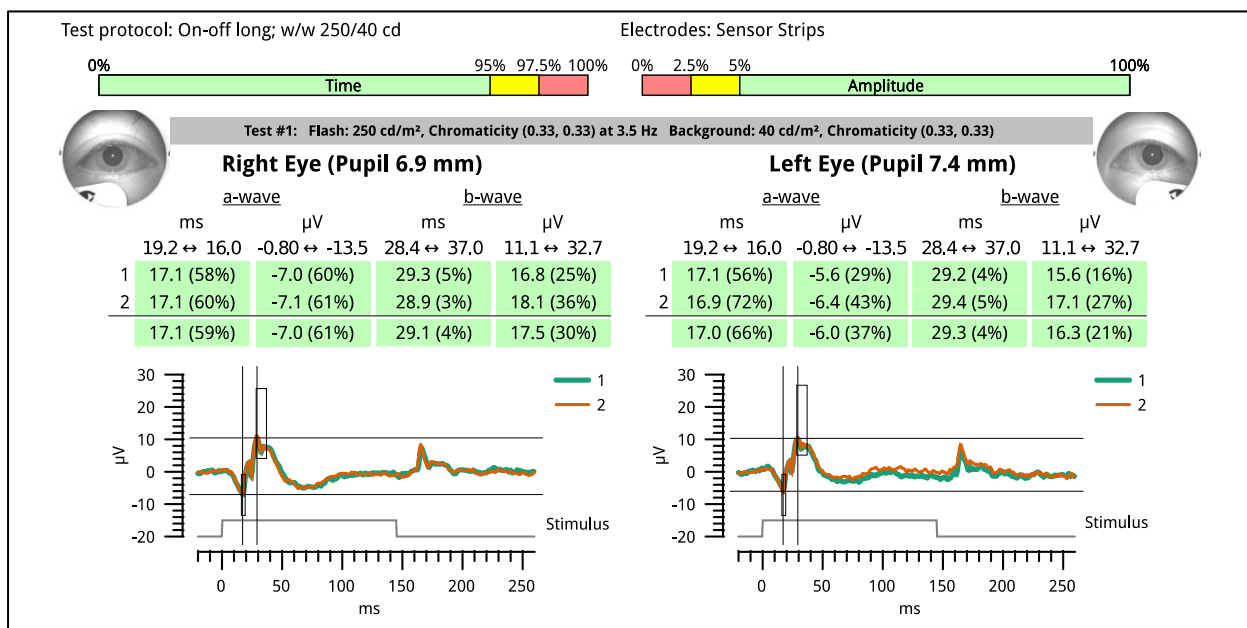 Test protocol: On-off long; w/w 250/40 cd Electrodes: Sensor Strips
0% 95% 97.5% 100% 0% 2.5% 5% 100%
Time Amplitude
Test #1: Flash: 250 cd/m², Chromaticity (0.33, 0.33) at 3.5 Hz Background: 40 cd/m², Chromaticity (0.33, 0.33)
Right Eye (Pupil 6.9 mm) Left Eye (Pupil 7.4 mm)
a-wave b-wave a-wave b-wave
ms µV ms µV ms µV ms µV
19.2 ↔ 16.0 -0.80 ↔ -13.5 28.4 ↔ 37.0 11.1 ↔ 32.7 19.2 ↔ 16.0 -0.80 ↔ -13.5 28.4 ↔ 37.0 11.1 ↔ 32.7
1 17.1 (58%) -7.0 (60%) 29.3 (5%) 16.8 (25%) 1 17.1 (56%) -5.6 (29%) 29.2 (4%) 15.6 (16%)
2 17.1 (60%) -7.1 (61%) 28.9 (3%) 18.1 (36%) 2 16.9 (72%) -6.4 (43%) 29.4 (5%) 17.1 (27%)
17.1 (59%) -7.0 (61%) 29.1 (4%) 17.5 (30%) 17.0 (66%) -6.0 (37%) 29.3 (4%) 16.3 (21%)
30 1 30 1
20 2 20 2
10 10
µV 0 µV 0
-10 -10
Stimulus Stimulus
-20 -20
0 50 100 150 200 250 0 50 100 150 200 250
ms ms